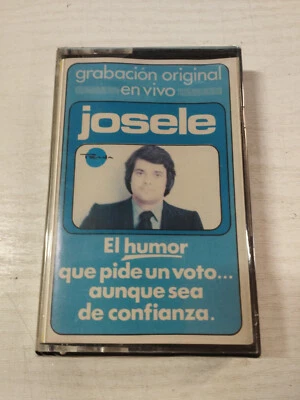 grabación original
en vivo
josele
El humor
que pide un voto...
aunque sea
de confianza.